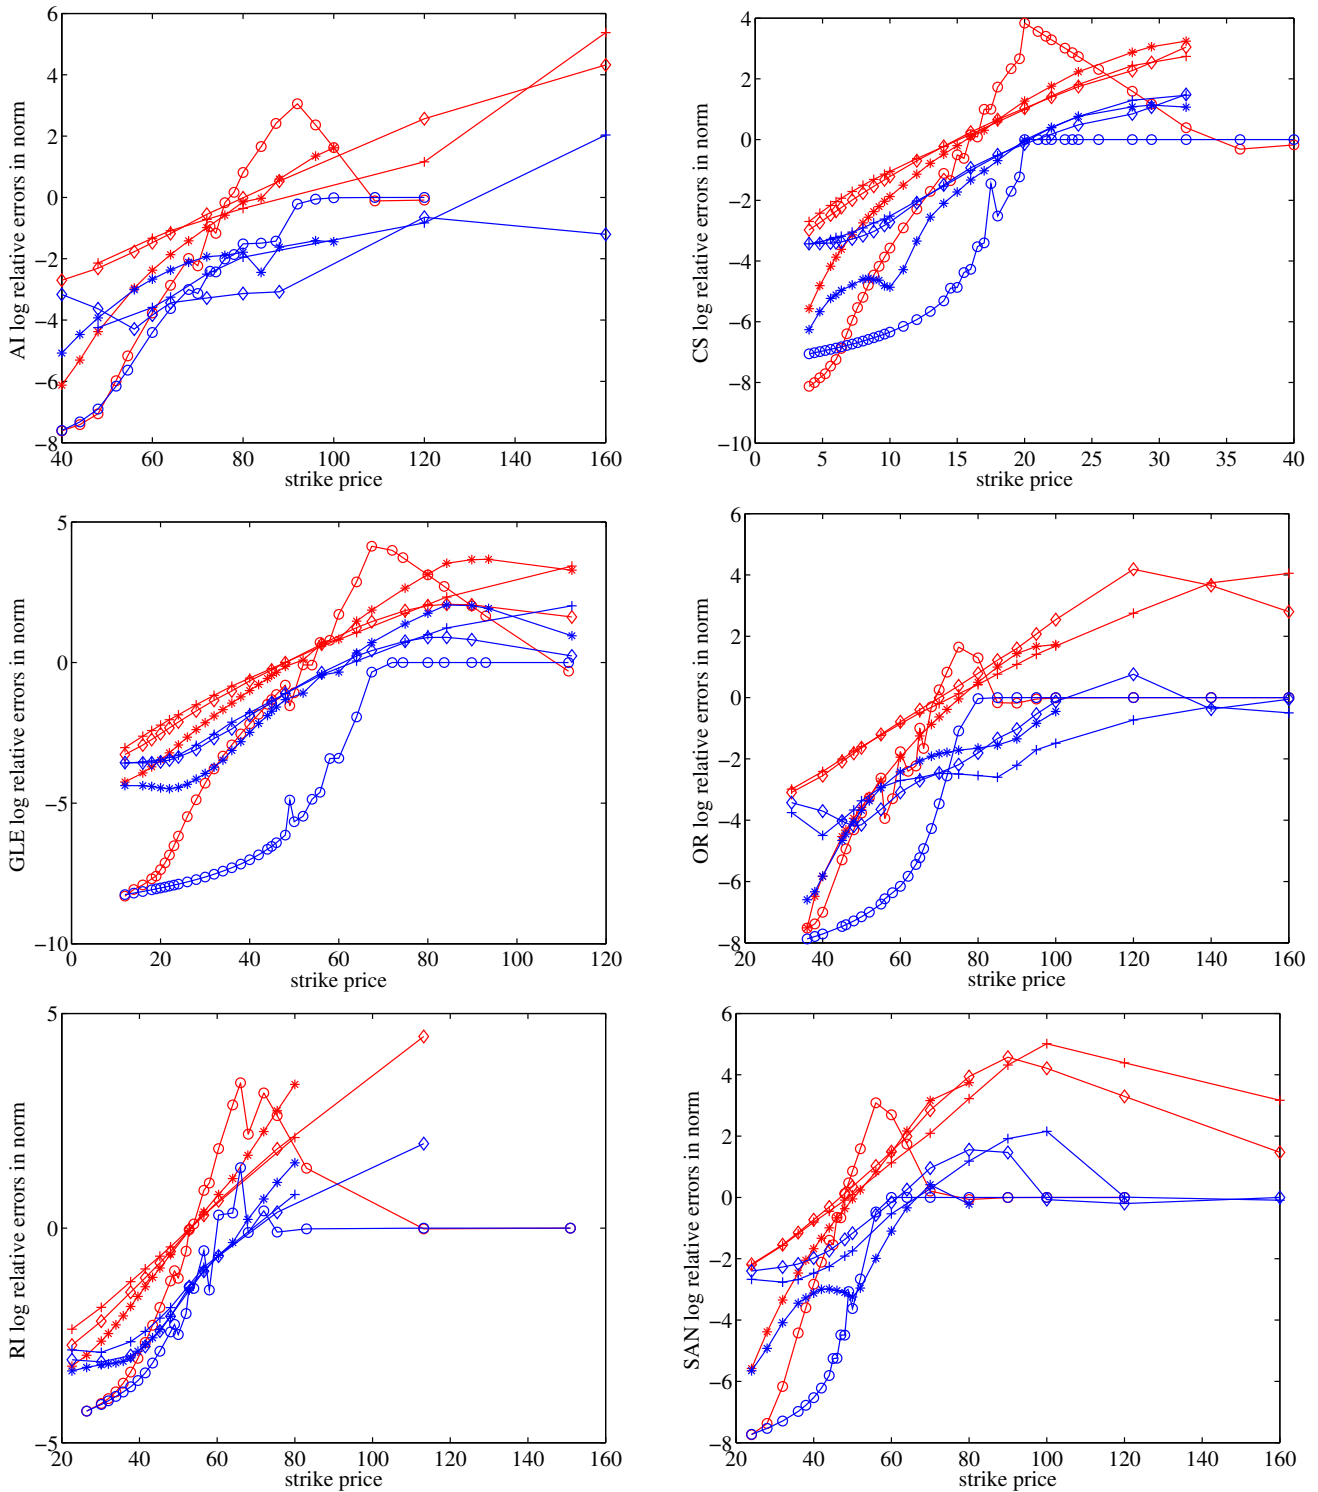 AI log relative errors in norm
6
4
2
0
−2
−4
−6
−8
40 60 80 100 120 140 160
strike price
CS log relative errors in norm
4
2
0
−2
−4
−6
−8
−10
0 5 10 15 20 25 30 35 40
strike price
GLE log relative errors in norm
5
0
−5
−10
0 20 40 60 80 100 120
strike price
OR log relative errors in norm
6
4
2
0
−2
−4
−6
−8
20 40 60 80 100 120 140 160
strike price
RI log relative errors in norm
5
0
−5
20 40 60 80 100 120 140 160
strike price
SAN log relative errors in norm
6
4
2
0
−2
−4
−6
−8
20 40 60 80 100 120 140 160
strike price